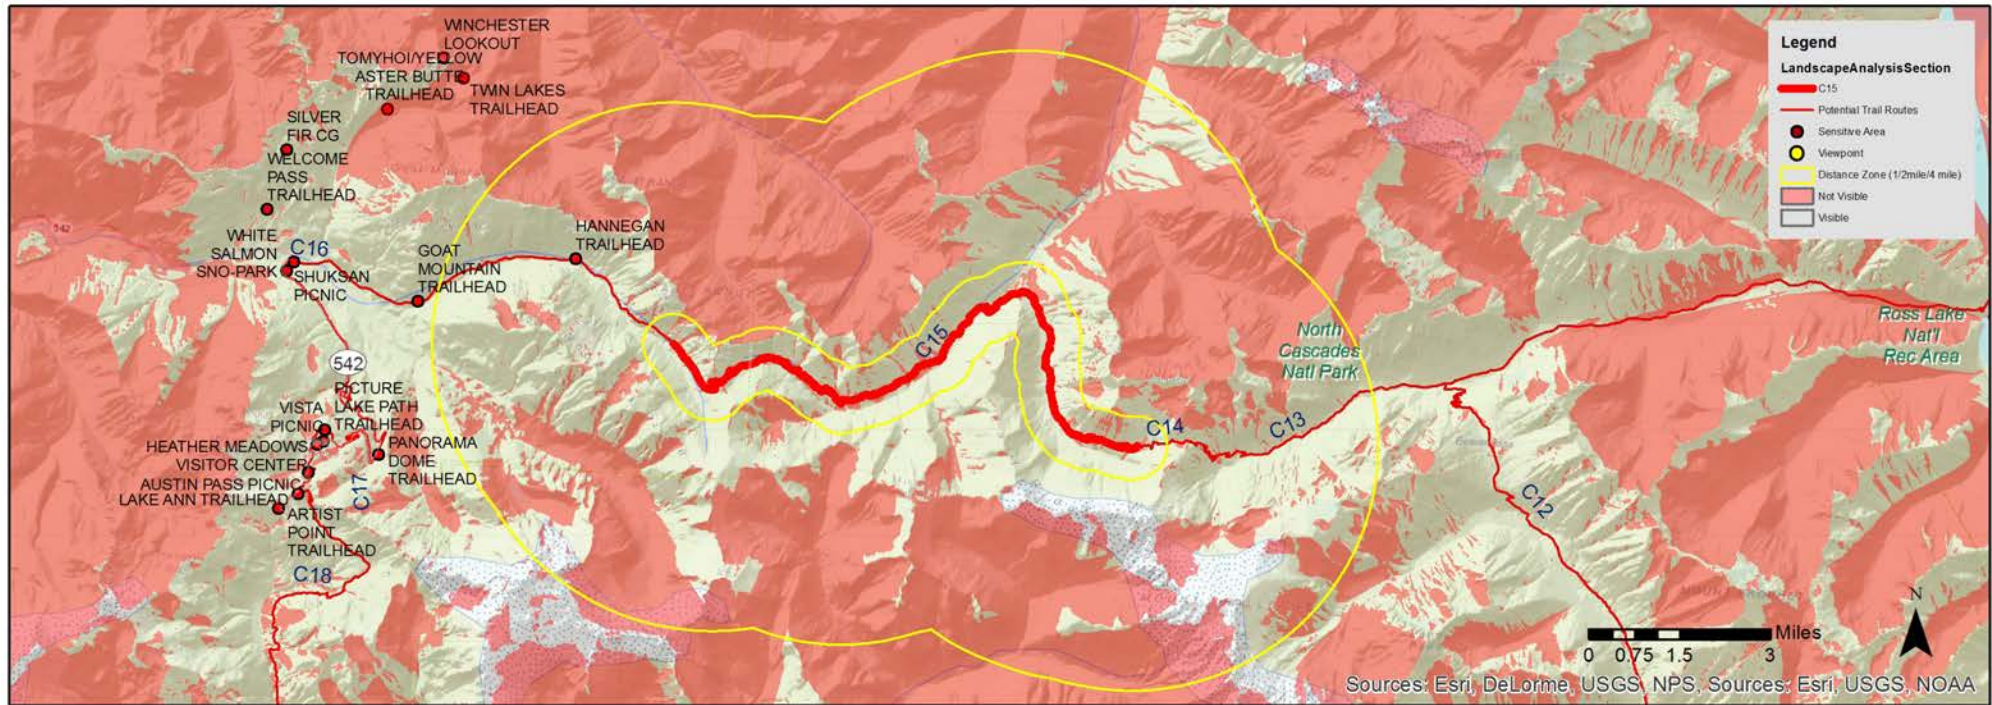 WINCHESTER
LOOKOUT
TOMYHOI/YELLOW
ASTER BUTTE
TRAILHEAD
TWIN LAKES
TRAILHEAD
SILVER
FIR CG
WELCOME
PASS
TRAILHEAD
542
WHITE
SALMON
SNO-PARK
C16
SHUKSAN
PICNIC
GOAT
MOUNTAIN
TRAILHEAD
HANNEGAN
TRAILHEAD
542
PICTURE
LAKE PATH
TRAILHEAD
VISTA
PICNIC
HEATHER MEADOWS
VISITOR CENTER
PANORAMA
DOME
TRAILHEAD
AUSTIN PASS PICNIC
LAKE ANN TRAILHEAD
C17
ARTIST
POINT
TRAILHEAD
C18
C15
C14
C13
C12
North
Cascades
Natl Park
Ross Lake
Nat'l
Rec Area
Legend
LandscapeAnalysisSection
C15
Potential Trail Routes
Sensitive Area
Viewpoint
Distance Zone (1/2mile/4 mile)
Not Visible
Visible
N
Miles
0 0.75 1.5 3
Sources: Esri, DeLorme, USGS, NPS, Sources: Esri, USGS, NOAA